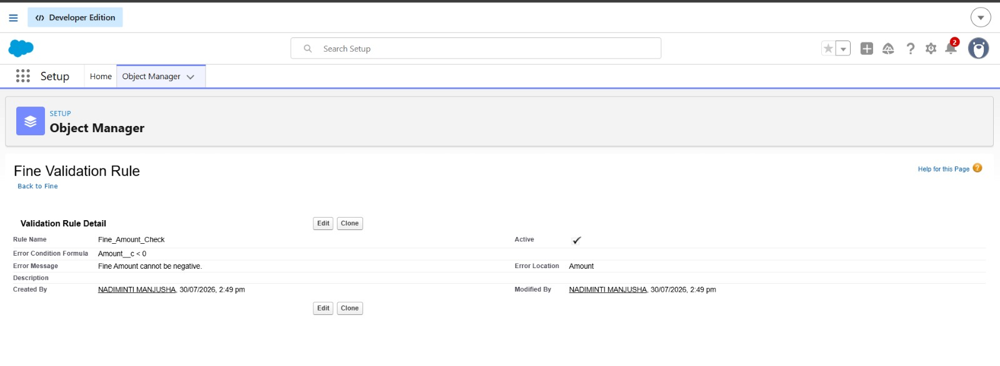 Developer Edition
Search Setup
2
Setup Home Object Manager
SETUP
Object Manager
Fine Validation Rule
Help for this Page ?
Back to Fine
Validation Rule Detail Edit Clone
Rule Name Fine_Amount_Check Active
Error Condition Formula Amount__c < 0
Error Message Fine Amount cannot be negative. Error Location Amount
Description
Created By NADIMINTI MANJUSHA, 30/07/2026, 2:49 pm Modified By NADIMINTI MANJUSHA, 30/07/2026, 2:49 pm
Edit Clone